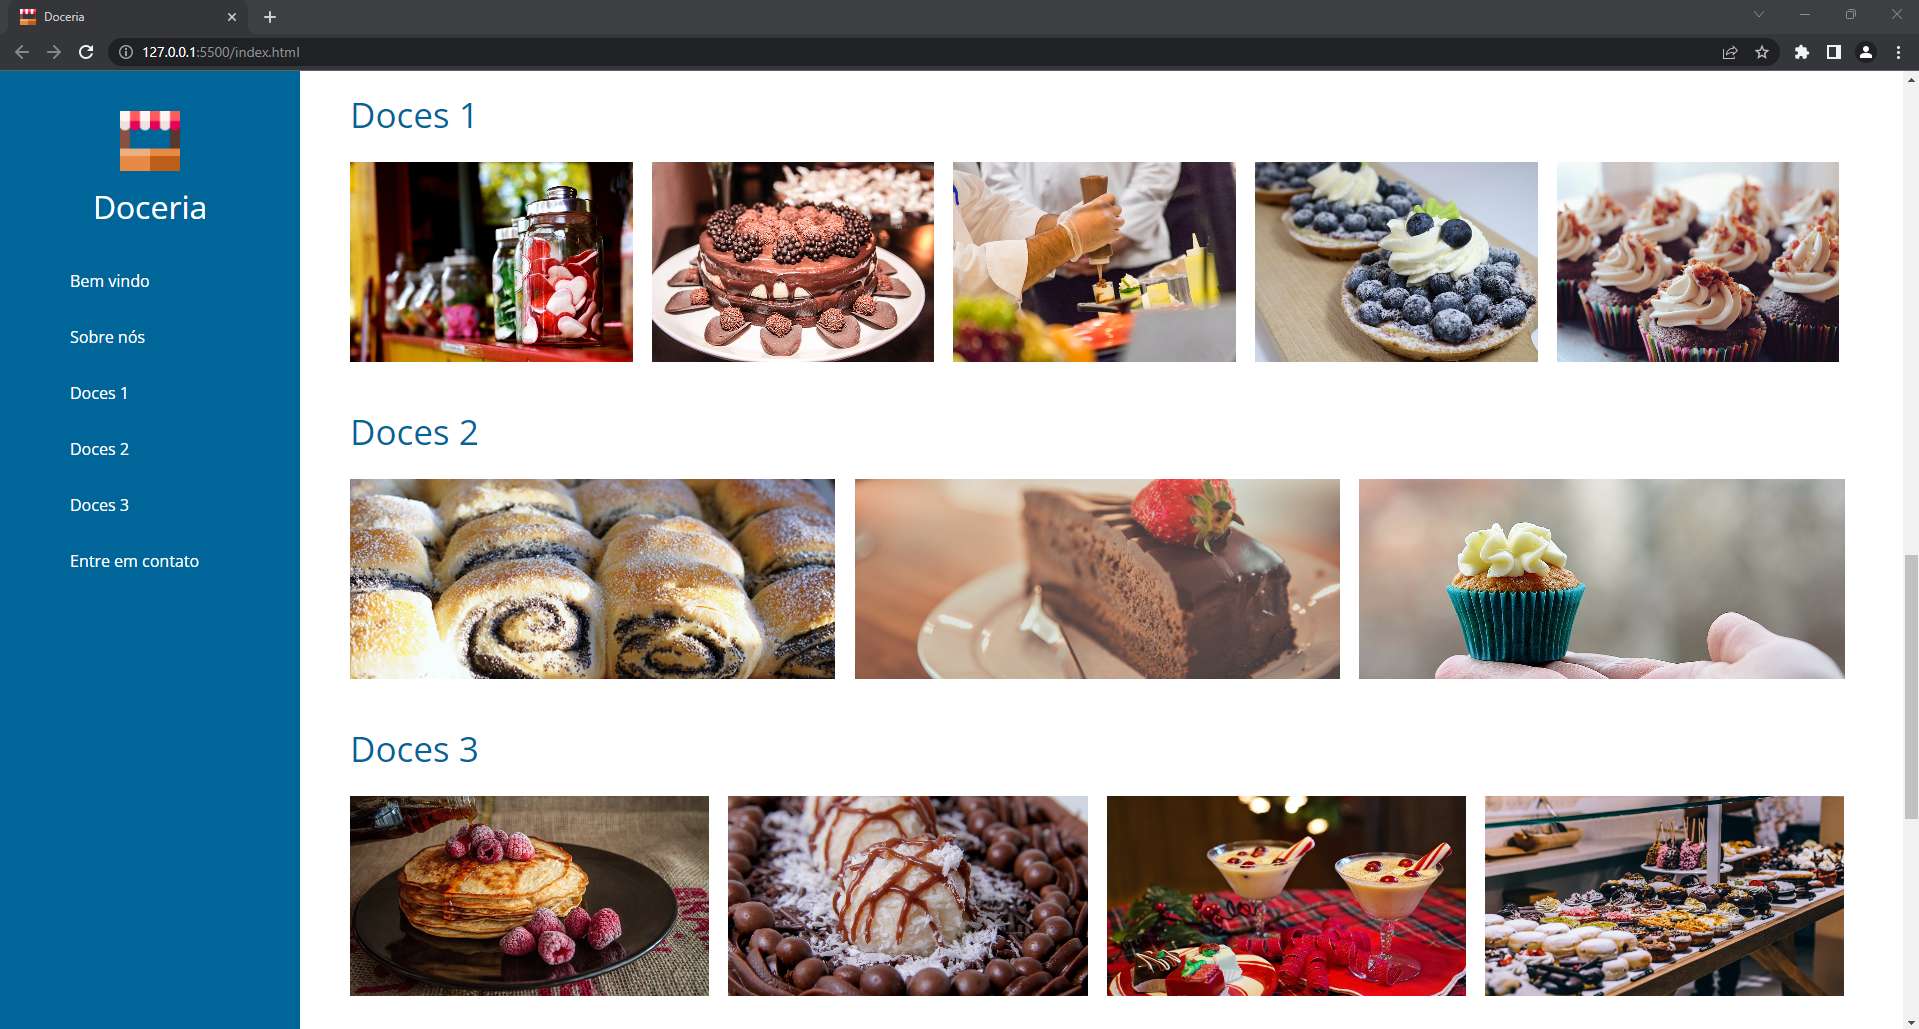 Doceria
127.0.0.1:5500/index.html
Doceria
Bem vindo
Sobre nós
Doces 1
Doces 2
Doces 3
Entre em contato
Doces 1
Doces 2
Doces 3